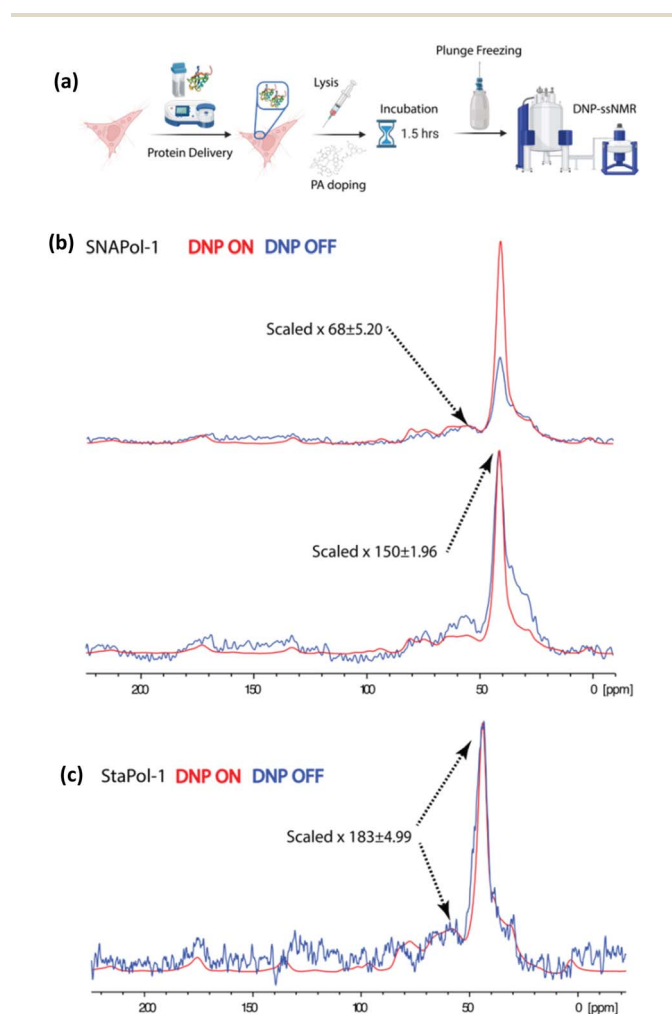 (a)
Protein Delivery
Lysis
PA doping
Incubation
1.5 hrs
Plunge Freezing
DNP-ssNMR
(b) SNAPol-1 DNP ON DNP OFF
Scaled x 68±5.20
Scaled x 150±1.96
200 150 100 50 0 [ppm]
(c) StaPol-1 DNP ON DNP OFF
Scaled x 183±4.99
200 150 100 50 0 [ppm]